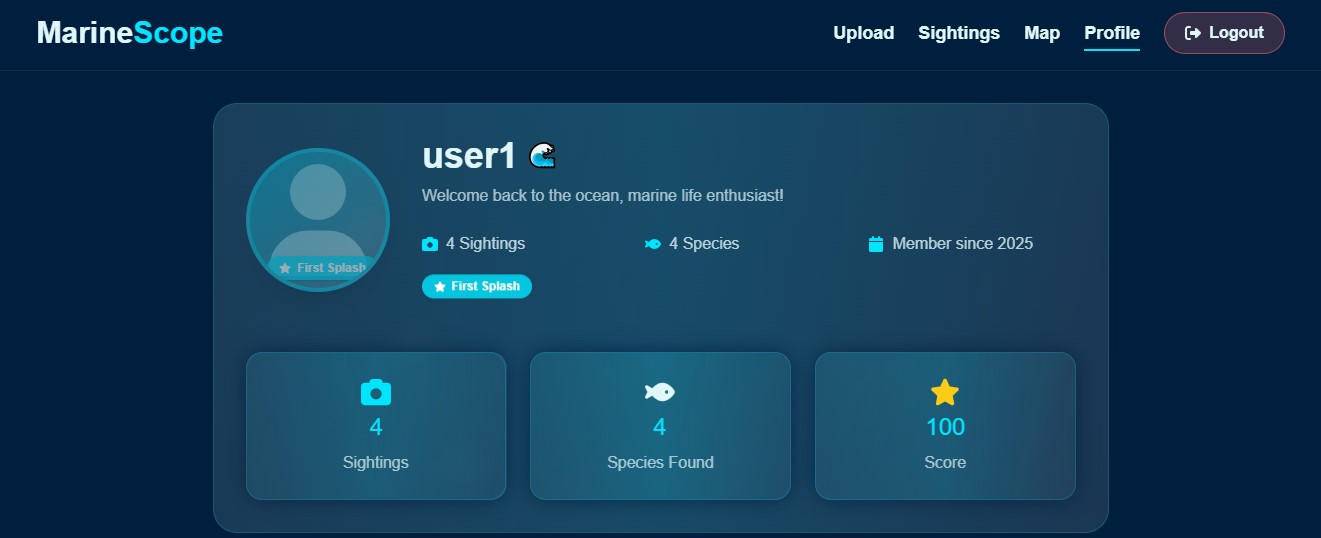 MarineScope
Upload Sightings Map Profile Logout
user1
Welcome back to the ocean, marine life enthusiast!
4 Sightings 4 Species Member since 2025
First Splash
First Splash
4
Sightings
4
Species Found
100
Score